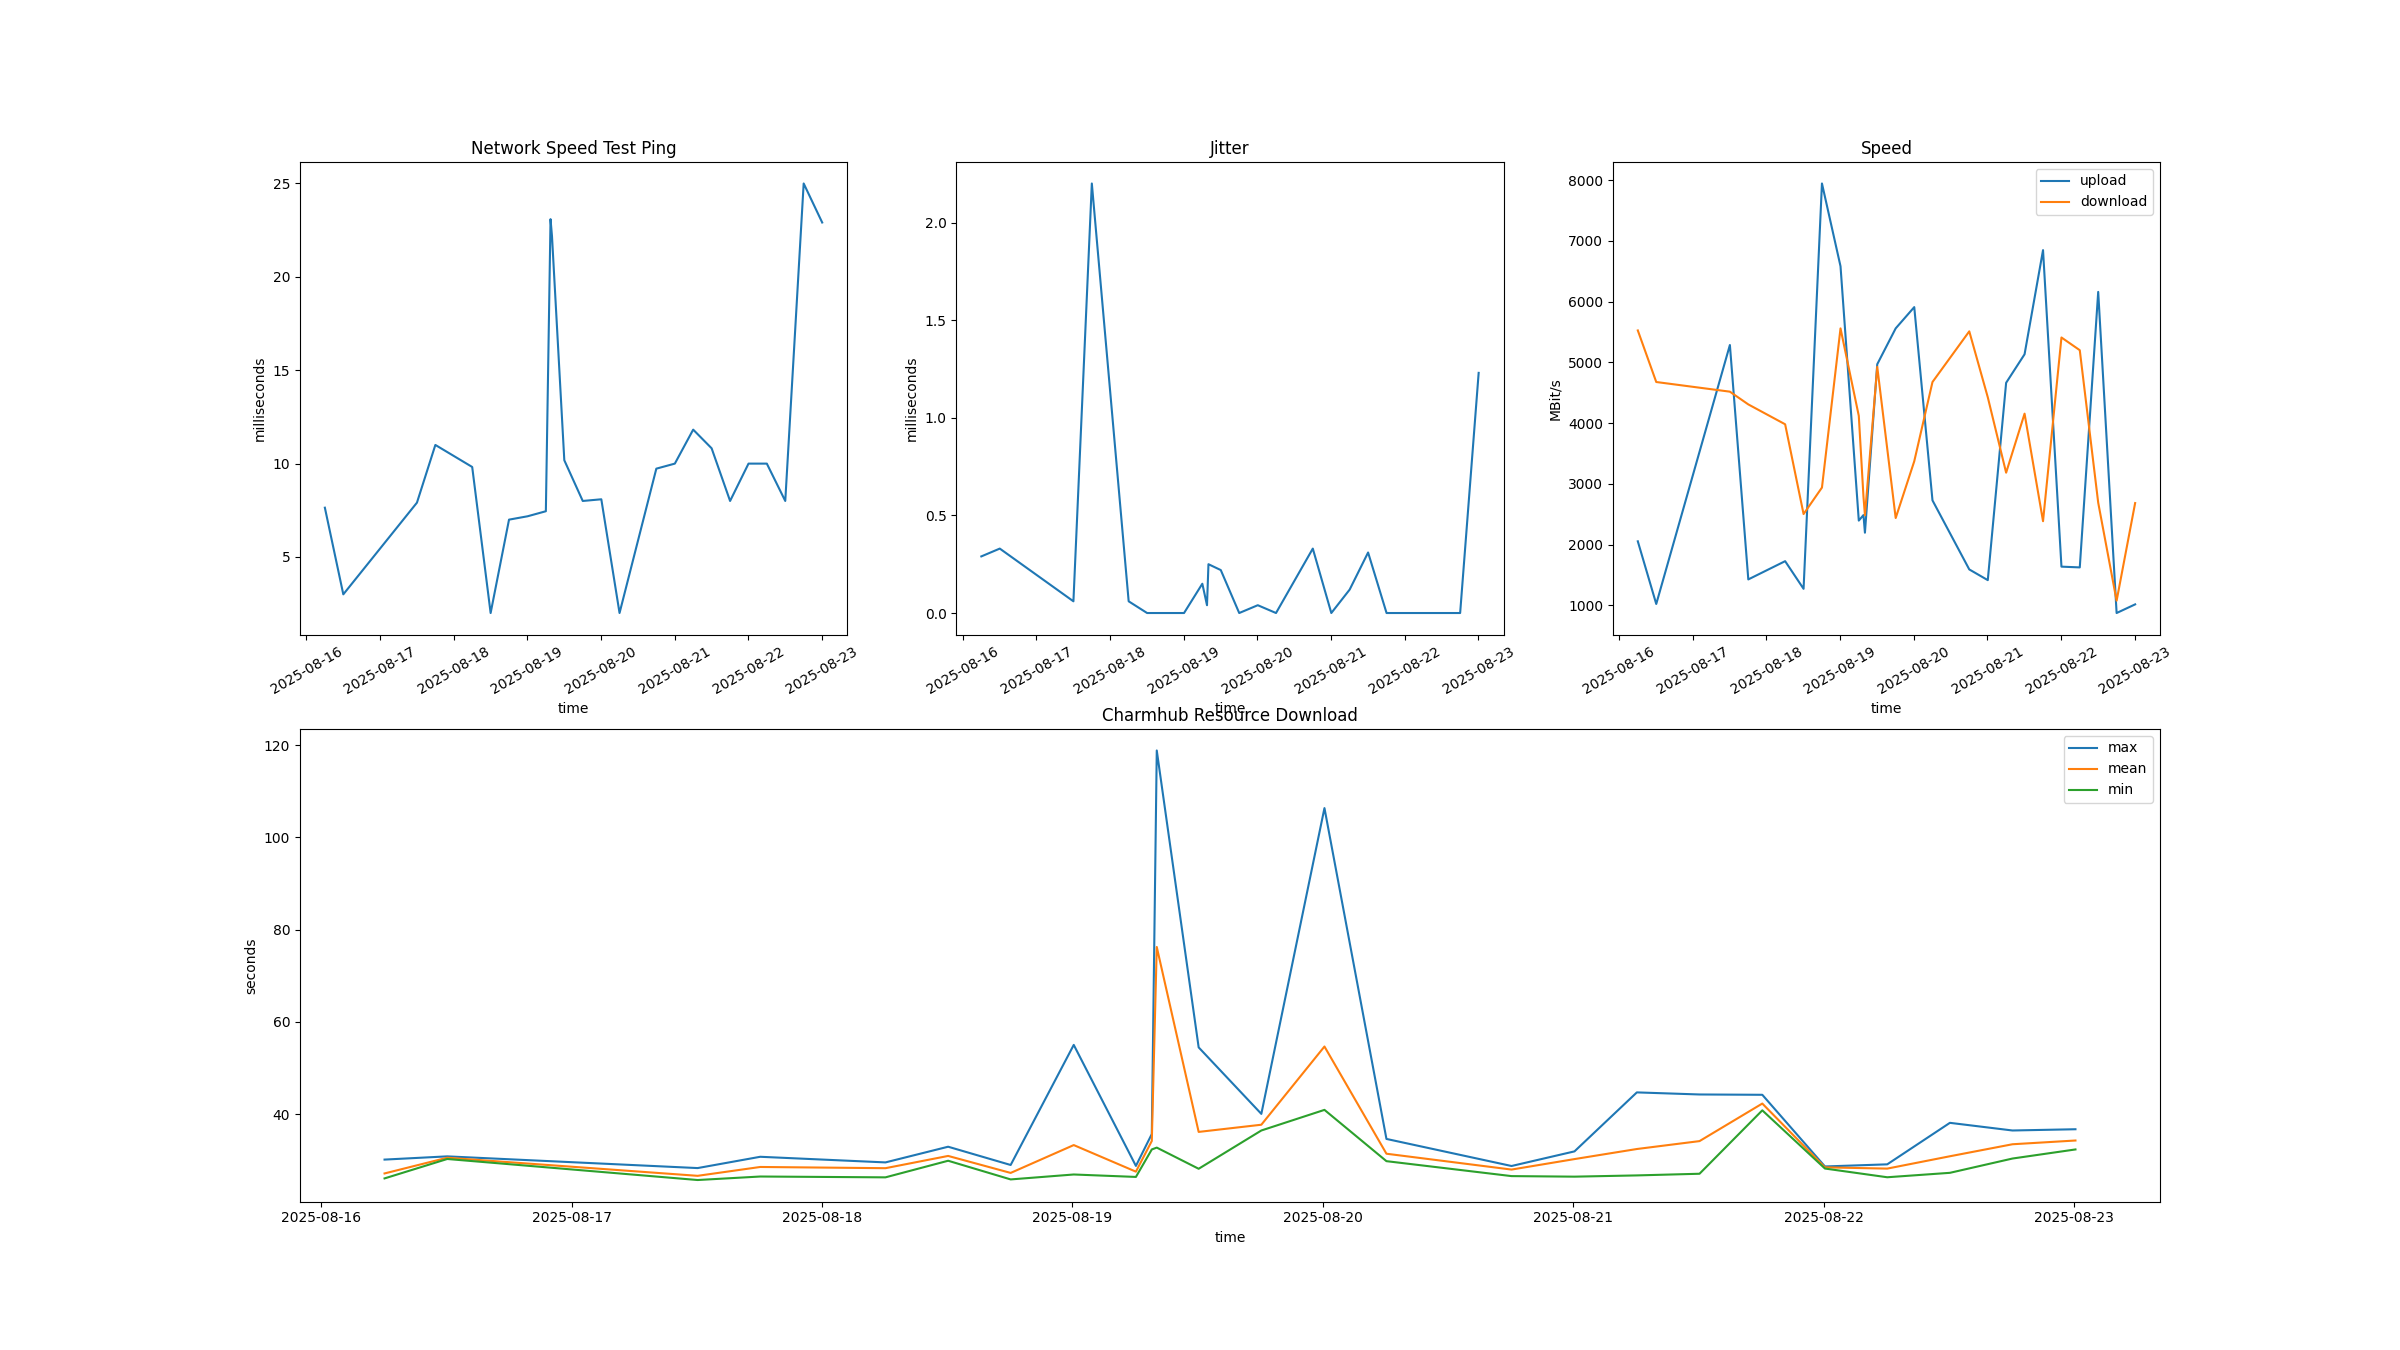 Network Speed Test Ping
milliseconds
25
20
15
10
5
2025-08-16 2025-08-17 2025-08-18 2025-08-19 2025-08-20 2025-08-21 2025-08-22 2025-08-23
time
Jitter
milliseconds
2.0
1.5
1.0
0.5
0.0
2025-08-16 2025-08-17 2025-08-18 2025-08-19 2025-08-20 2025-08-21 2025-08-22 2025-08-23
time
Speed
upload
download
MBit/s
8000
7000
6000
5000
4000
3000
2000
1000
2025-08-16 2025-08-17 2025-08-18 2025-08-19 2025-08-20 2025-08-21 2025-08-22 2025-08-23
time
Charmhub Resource Download
max
mean
min
seconds
120
100
80
60
40
2025-08-16 2025-08-17 2025-08-18 2025-08-19 2025-08-20 2025-08-21 2025-08-22 2025-08-23
time